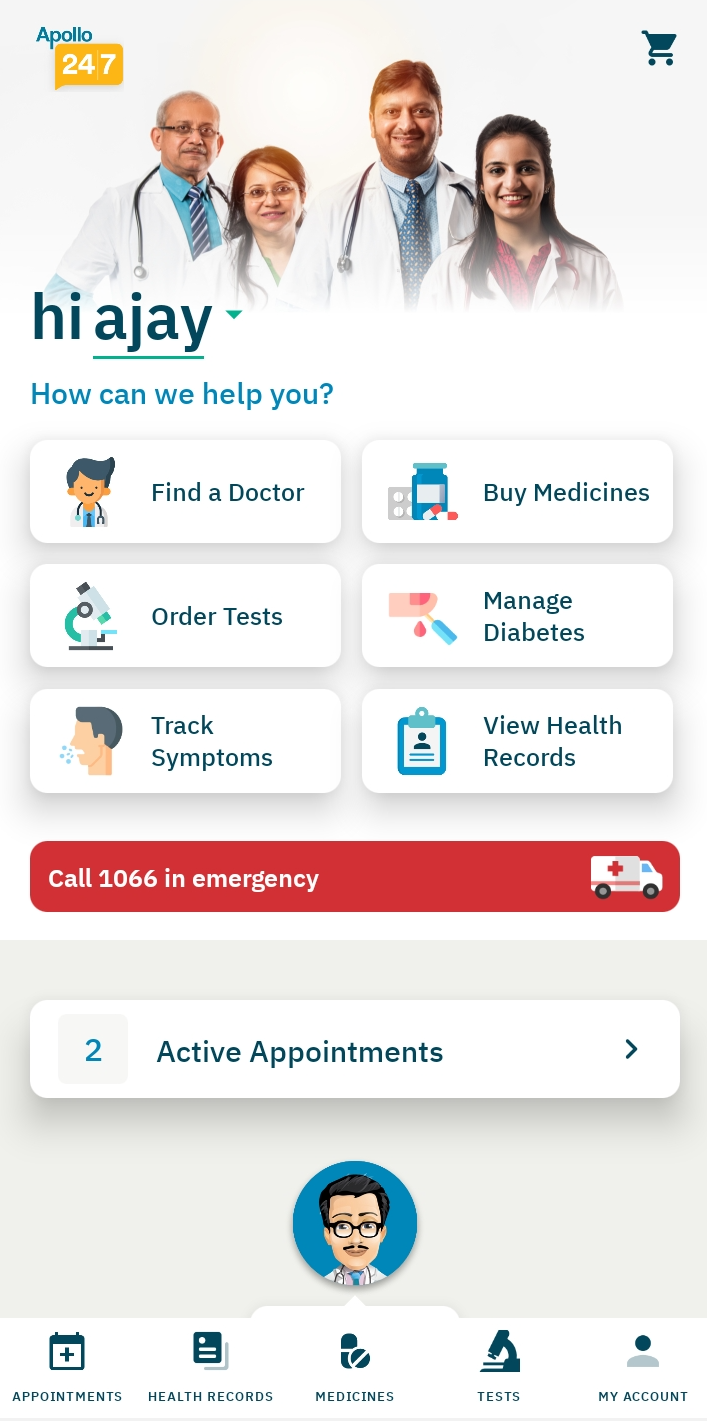 Apollo
24|7
hi ajay
How can we help you?
Find a Doctor
Buy Medicines
Order Tests
Manage
Diabetes
Track
Symptoms
View Health
Records
Call 1066 in emergency
2
Active Appointments
APPOINTMENTS
HEALTH RECORDS
MEDICINES
TESTS
MY ACCOUNT